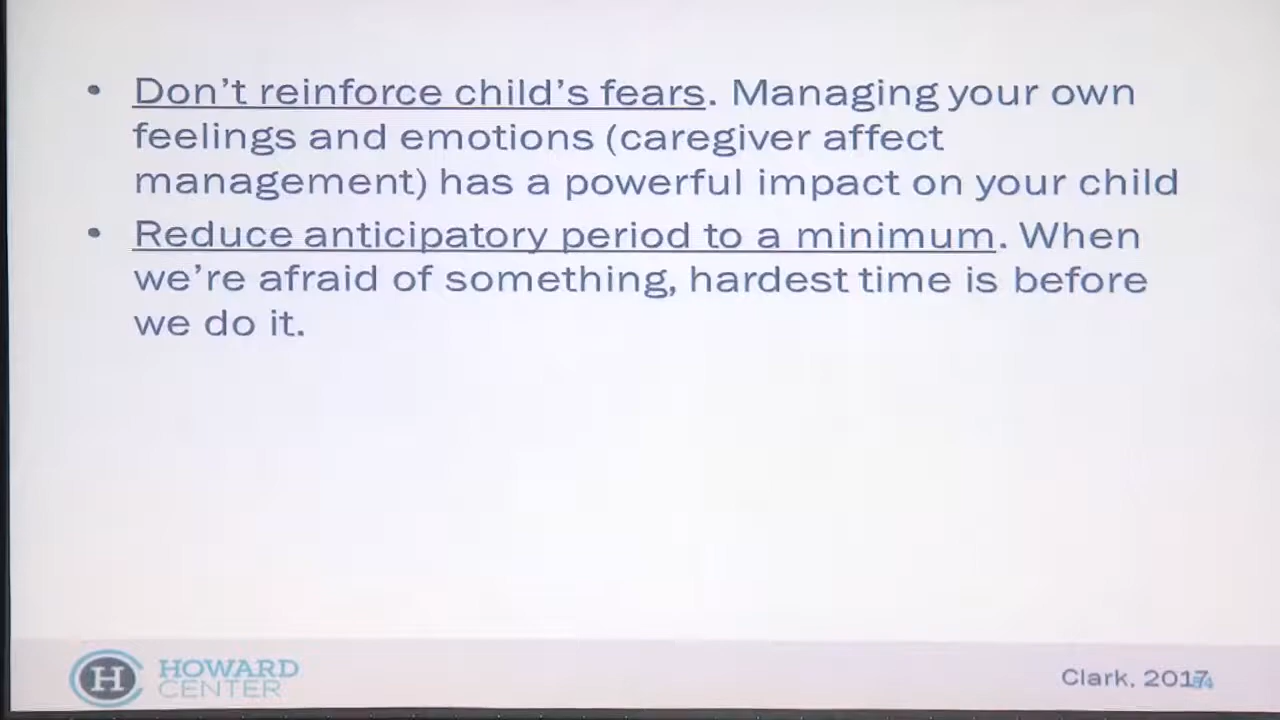 • Don't reinforce child's fears. Managing your own
feelings and emotions (caregiver affect
management) has a powerful impact on your child
• Reduce anticipatory period to a minimum. When
we're afraid of something, hardest time is before
we do it.
H HOWARD
CENTER
Clark, 2017